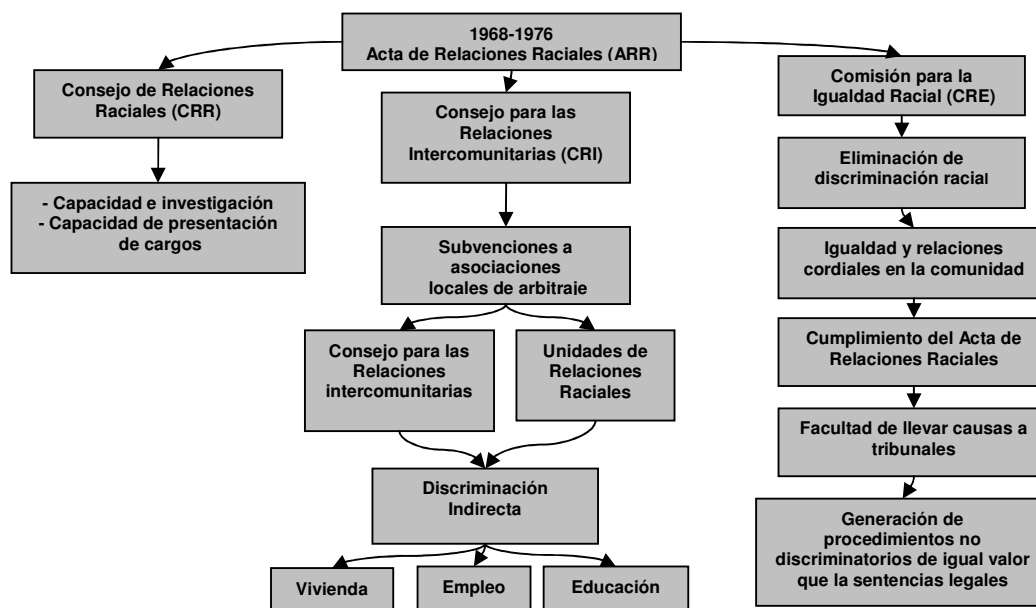 1968-1976
Acta de Relaciones Raciales (ARR)
Consejo de Relaciones
Raciales (CRR)
- Capacidad e investigación
- Capacidad de presentación
de cargos
Consejo para las
Relaciones
Intercomunitarias (CRI)
Subvenciones a
asociaciones
locales de arbitraje
Consejo para las
Relaciones
intercomunitarias
Unidades de
Relaciones
Raciales
Discriminación
Indirecta
Vivienda
Empleo
Educación
Comisión para la
Igualdad Racial (CRE)
Eliminación de
discriminación racial
Igualdad y relaciones
cordiales en la comunidad
Cumplimiento del Acta de
Relaciones Raciales
Facultad de llevar causas a
tribunales
Generación de
procedimientos no
discriminatorios de igual valor
que la sentencias legales